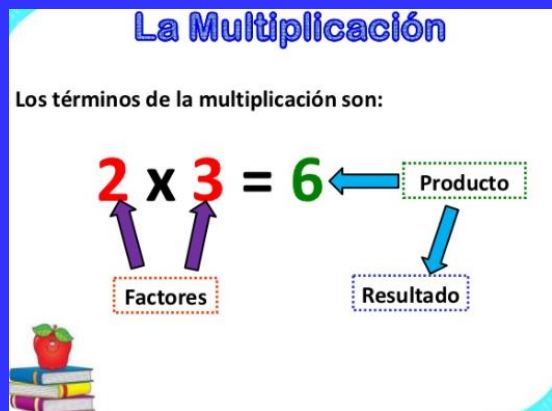 La Multiplicación
Los términos de la multiplicación son:
2 x 3 = 6
Producto
Factores
Resultado